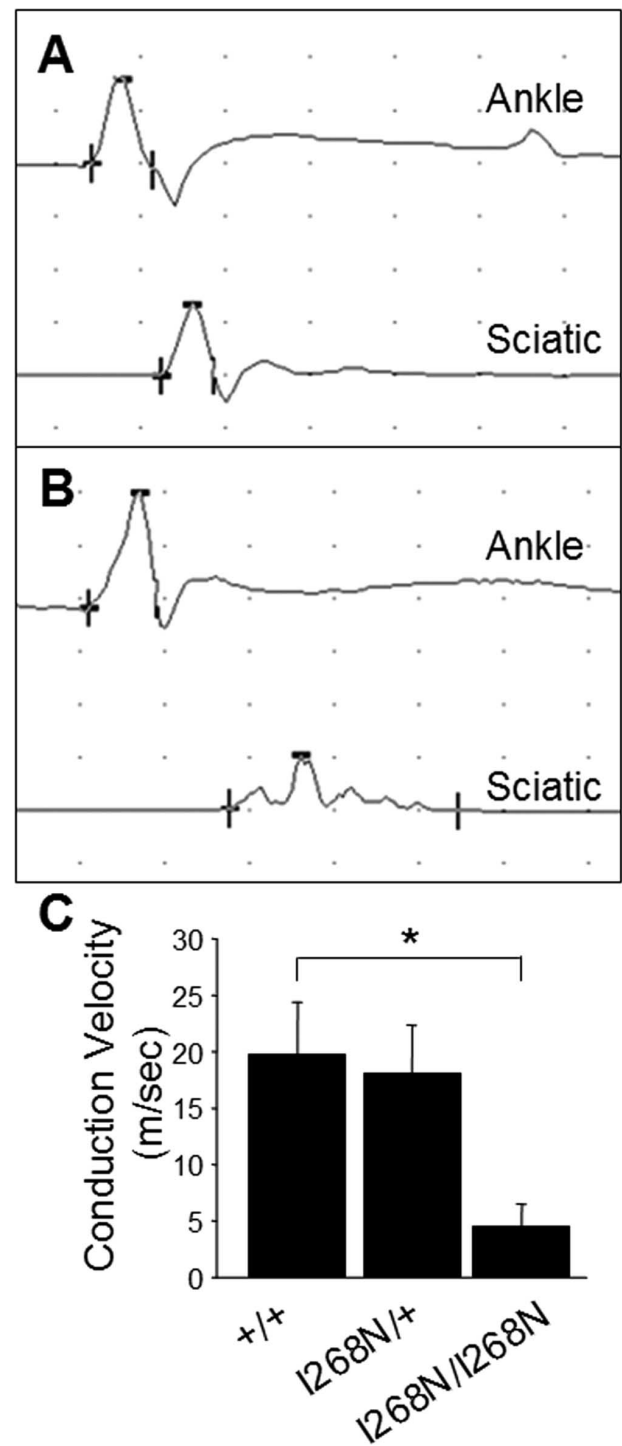 A
Ankle
Sciatic
B
Ankle
Sciatic
C
Conduction Velocity
(m/sec)
30
25
20
15
10
5
0
*
+/+
I268N/+
I268N/I268N